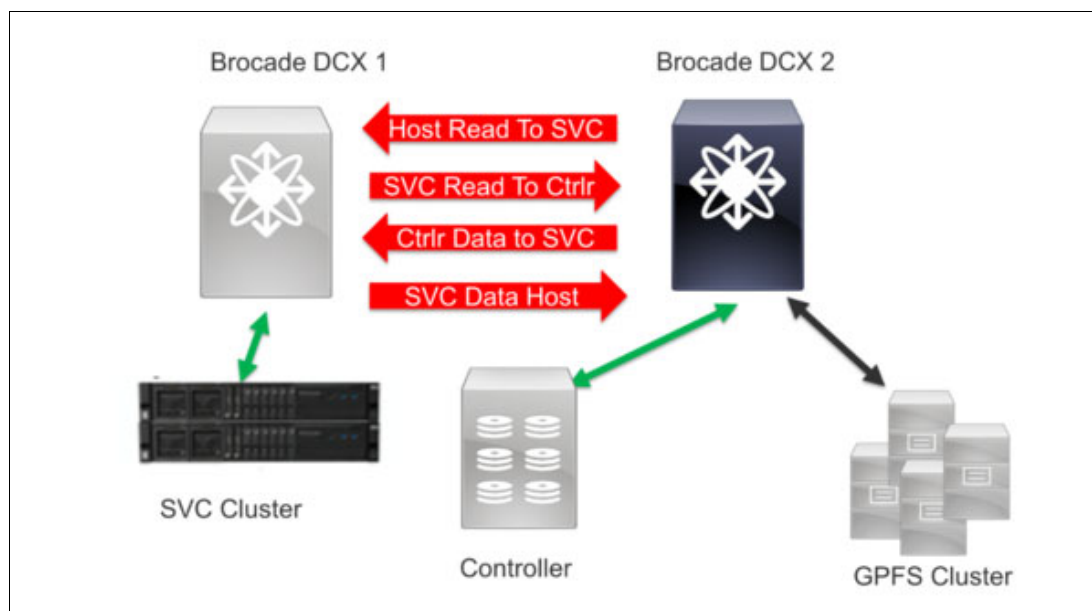 Brocade DCX 1
Brocade DCX 2
Host Read To SVC
SVC Read To Ctrlr
Ctrlr Data to SVC
SVC Data Host
SVC Cluster
Controller
GPFS Cluster